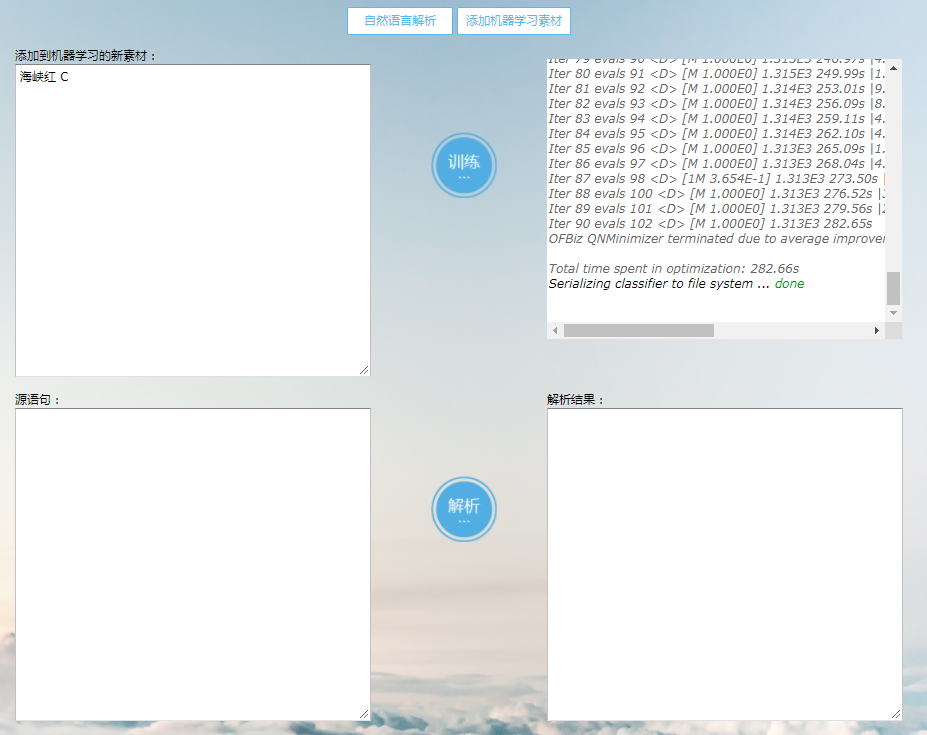 自然语言解析
添加机器学习素材
添加到机器学习的新素材：
海峡红 C
训练
...
Iter 79 evals 90 <D> [M 1.000E0] 1.315E3 246.97s |4.
Iter 80 evals 91 <D> [M 1.000E0] 1.315E3 249.99s |1.
Iter 81 evals 92 <D> [M 1.000E0] 1.314E3 253.01s |9.
Iter 82 evals 93 <D> [M 1.000E0] 1.314E3 256.09s |8.
Iter 83 evals 94 <D> [M 1.000E0] 1.314E3 259.11s |4.
Iter 84 evals 95 <D> [M 1.000E0] 1.314E3 262.10s |4.
Iter 85 evals 96 <D> [M 1.000E0] 1.313E3 265.09s |1.
Iter 86 evals 97 <D> [M 1.000E0] 1.313E3 268.04s |4.
Iter 87 evals 98 <D> [1M 3.654E-1] 1.313E3 273.50s |
Iter 88 evals 100 <D> [M 1.000E0] 1.313E3 276.52s |
Iter 89 evals 101 <D> [M 1.000E0] 1.313E3 279.56s |
Iter 90 evals 102 <D> [M 1.000E0] 1.313E3 282.65s
OFBiz QNMinimizer terminated due to average improve
Total time spent in optimization: 282.66s
Serializing classifier to file system ... done
源语句：
解析
...
解析结果：